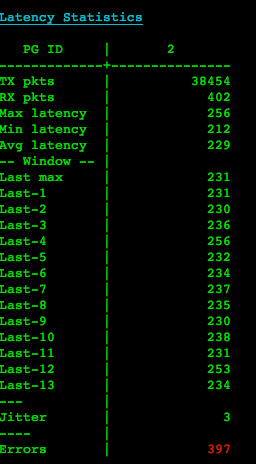 Latency Statistics
PG ID | 2
-------------+---------------
TX pkts | 38454
RX pkts | 402
Max latency | 256
Min latency | 212
Avg latency | 229
-- Window -- |
Last max | 231
Last-1 | 231
Last-2 | 230
Last-3 | 236
Last-4 | 256
Last-5 | 232
Last-6 | 234
Last-7 | 237
Last-8 | 235
Last-9 | 230
Last-10 | 238
Last-11 | 231
Last-12 | 253
Last-13 | 234
--- |
Jitter | 3
---- |
Errors | 397